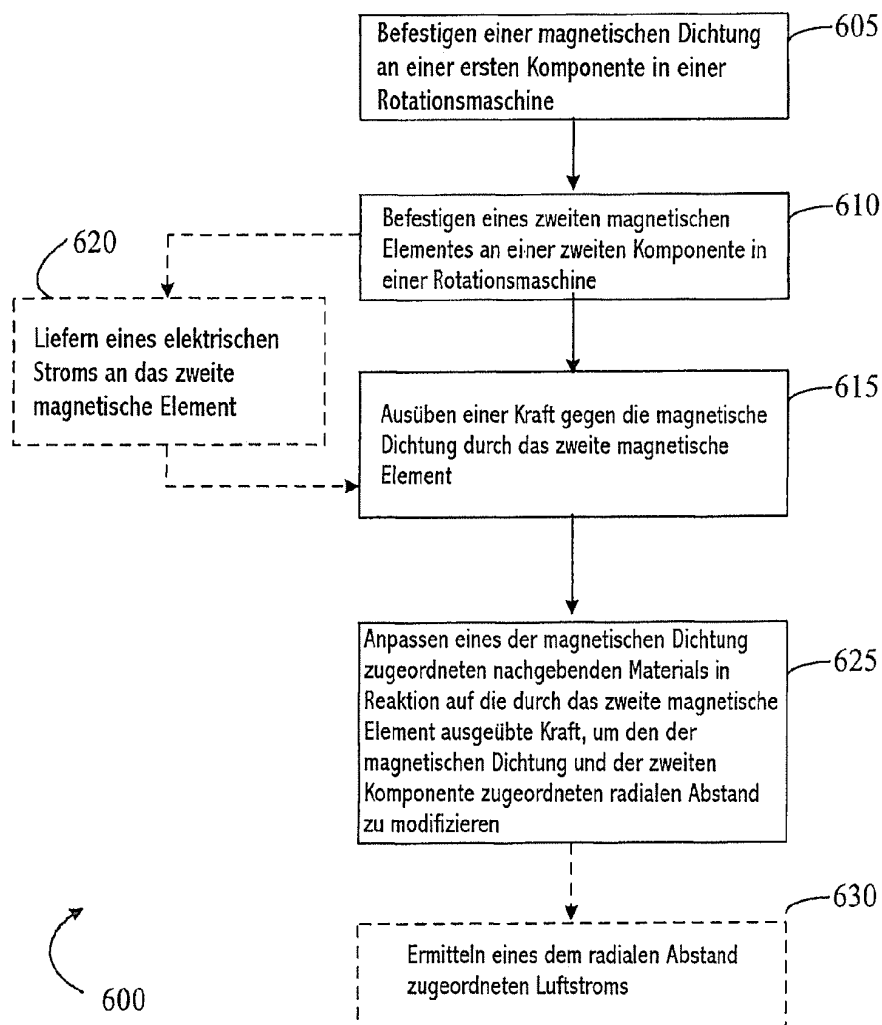 Befestigen einer magnetischen Dichtung
an einer ersten Komponente in einer
Rotationsmaschine
605
Befestigen eines zweiten magnetischen
Elementes an einer zweiten Komponente in
einer Rotationsmaschine
610
620
Liefern eines elektrischen
Stroms an das zweite
magnetische Element
Ausüben einer Kraft gegen die magnetische
Dichtung durch das zweite magnetische
Element
615
Anpassen eines der magnetischen Dichtung
zugeordneten nachgebenden Materials in
Reaktion auf die durch das zweite magnetische
Element ausgeübte Kraft, um den der
magnetischen Dichtung und der zweiten
Komponente zugeordneten radialen Abstand
zu modifizieren
625
Ermitteln eines dem radialen Abstand
zugeordneten Luftstroms
630
600